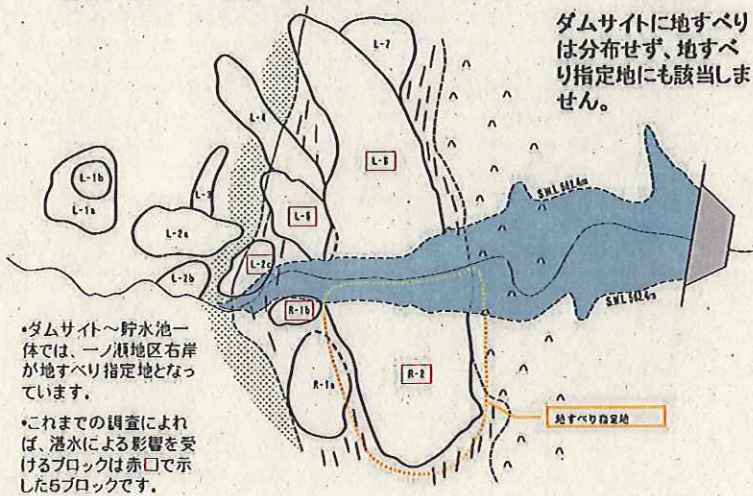 ダムサイトに地すべり
は分布せず、地すべ
り指定地にも該当しま
せん。
L-7
L-4
L-1b
L-1a
L-3
L-2a
L-2b
L-2c
R-1b
R-1a
R-2
S.W.L 542.4m
S.W.L 542.4m
地すべり指定地
•ダムサイト～貯水池一
体では、一ノ瀬地区右岸
が地すべり指定地となっ
ています。
•これまでの調査によれ
ば、湛水による影響を受
けるブロックは赤□で示
した5ブロックです。